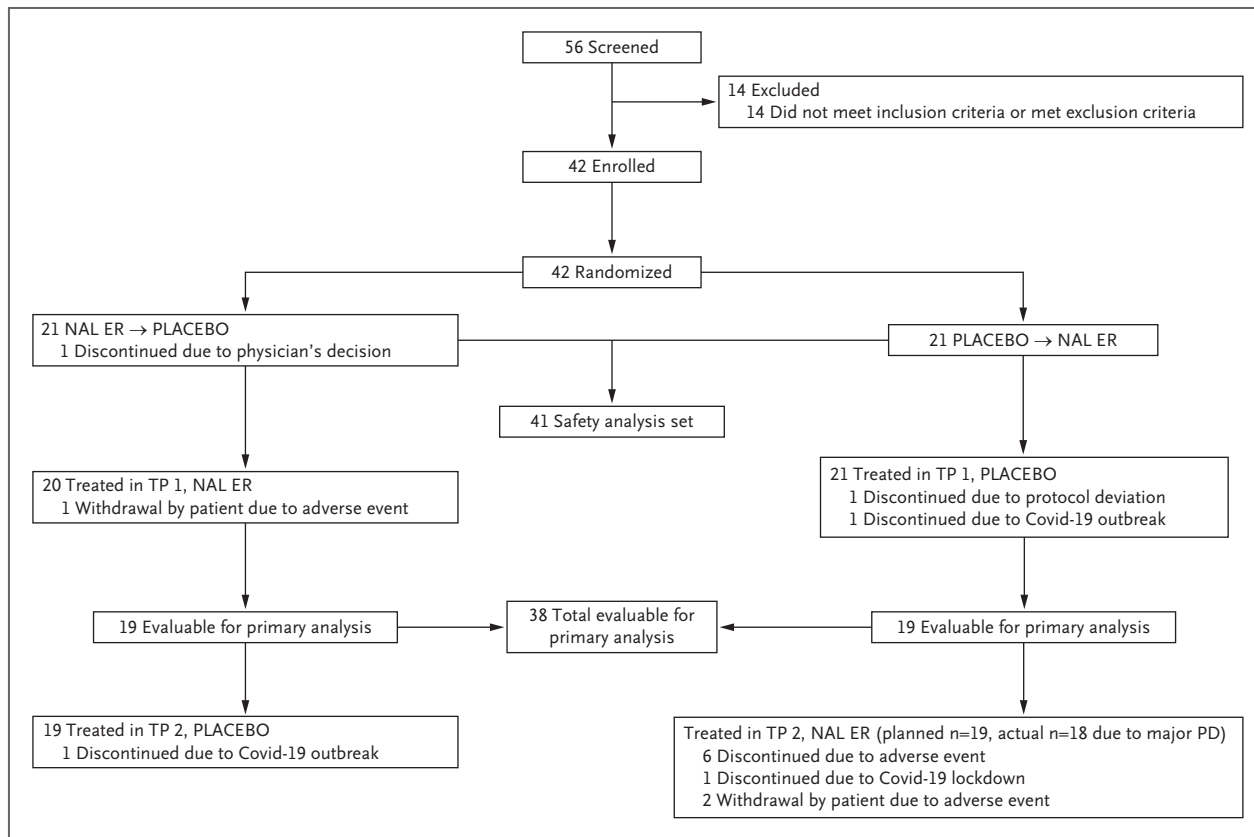 56 Screened
14 Excluded
14 Did not meet inclusion criteria or met exclusion criteria
42 Enrolled
42 Randomized
21 NAL ER → PLACEBO
1 Discontinued due to physician’s decision
21 PLACEBO → NAL ER
41 Safety analysis set
20 Treated in TP 1, NAL ER
1 Withdrawal by patient due to adverse event
21 Treated in TP 1, PLACEBO
1 Discontinued due to protocol deviation
1 Discontinued due to Covid-19 outbreak
19 Evaluable for primary analysis
38 Total evaluable for
primary analysis
19 Evaluable for primary analysis
19 Treated in TP 2, PLACEBO
1 Discontinued due to Covid-19 outbreak
Treated in TP 2, NAL ER (planned n=19, actual n=18 due to major PD)
6 Discontinued due to adverse event
1 Discontinued due to Covid-19 lockdown
2 Withdrawal by patient due to adverse event